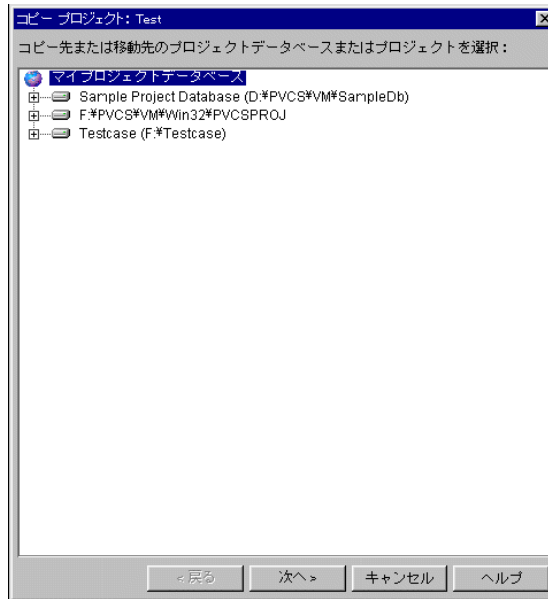 コピー プロジェクト: Test
コピー先または移動先のプロジェクトデータベースまたはプロジェクトを選択：
マイプロジェクトデータベース
Sample Project Database (D:¥PVCS¥VM¥SampleDb)
F:¥PVCS¥VM¥Win32¥PVCSPROJ
Testcase (F:¥Testcase)
«戻る 次へ» キャンセル ヘルプ